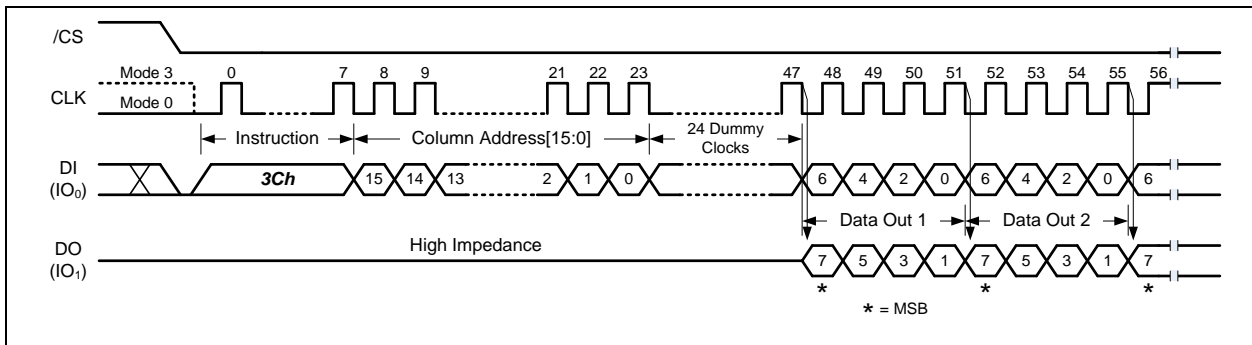 /CS
Mode 3 0 7 8 9 21 22 23 47 48 49 50 51 52 53 54 55 56
CLK
Mode 0
Instruction Column Address[15:0] 24 Dummy Clocks
DI (IO0) 3Ch 15 14 13 2 1 0 6 4 2 0 6 4 2 0 6
Data Out 1 Data Out 2
DO (IO1) High Impedance 7 5 3 1 7 5 3 1 7
* * *
* = MSB